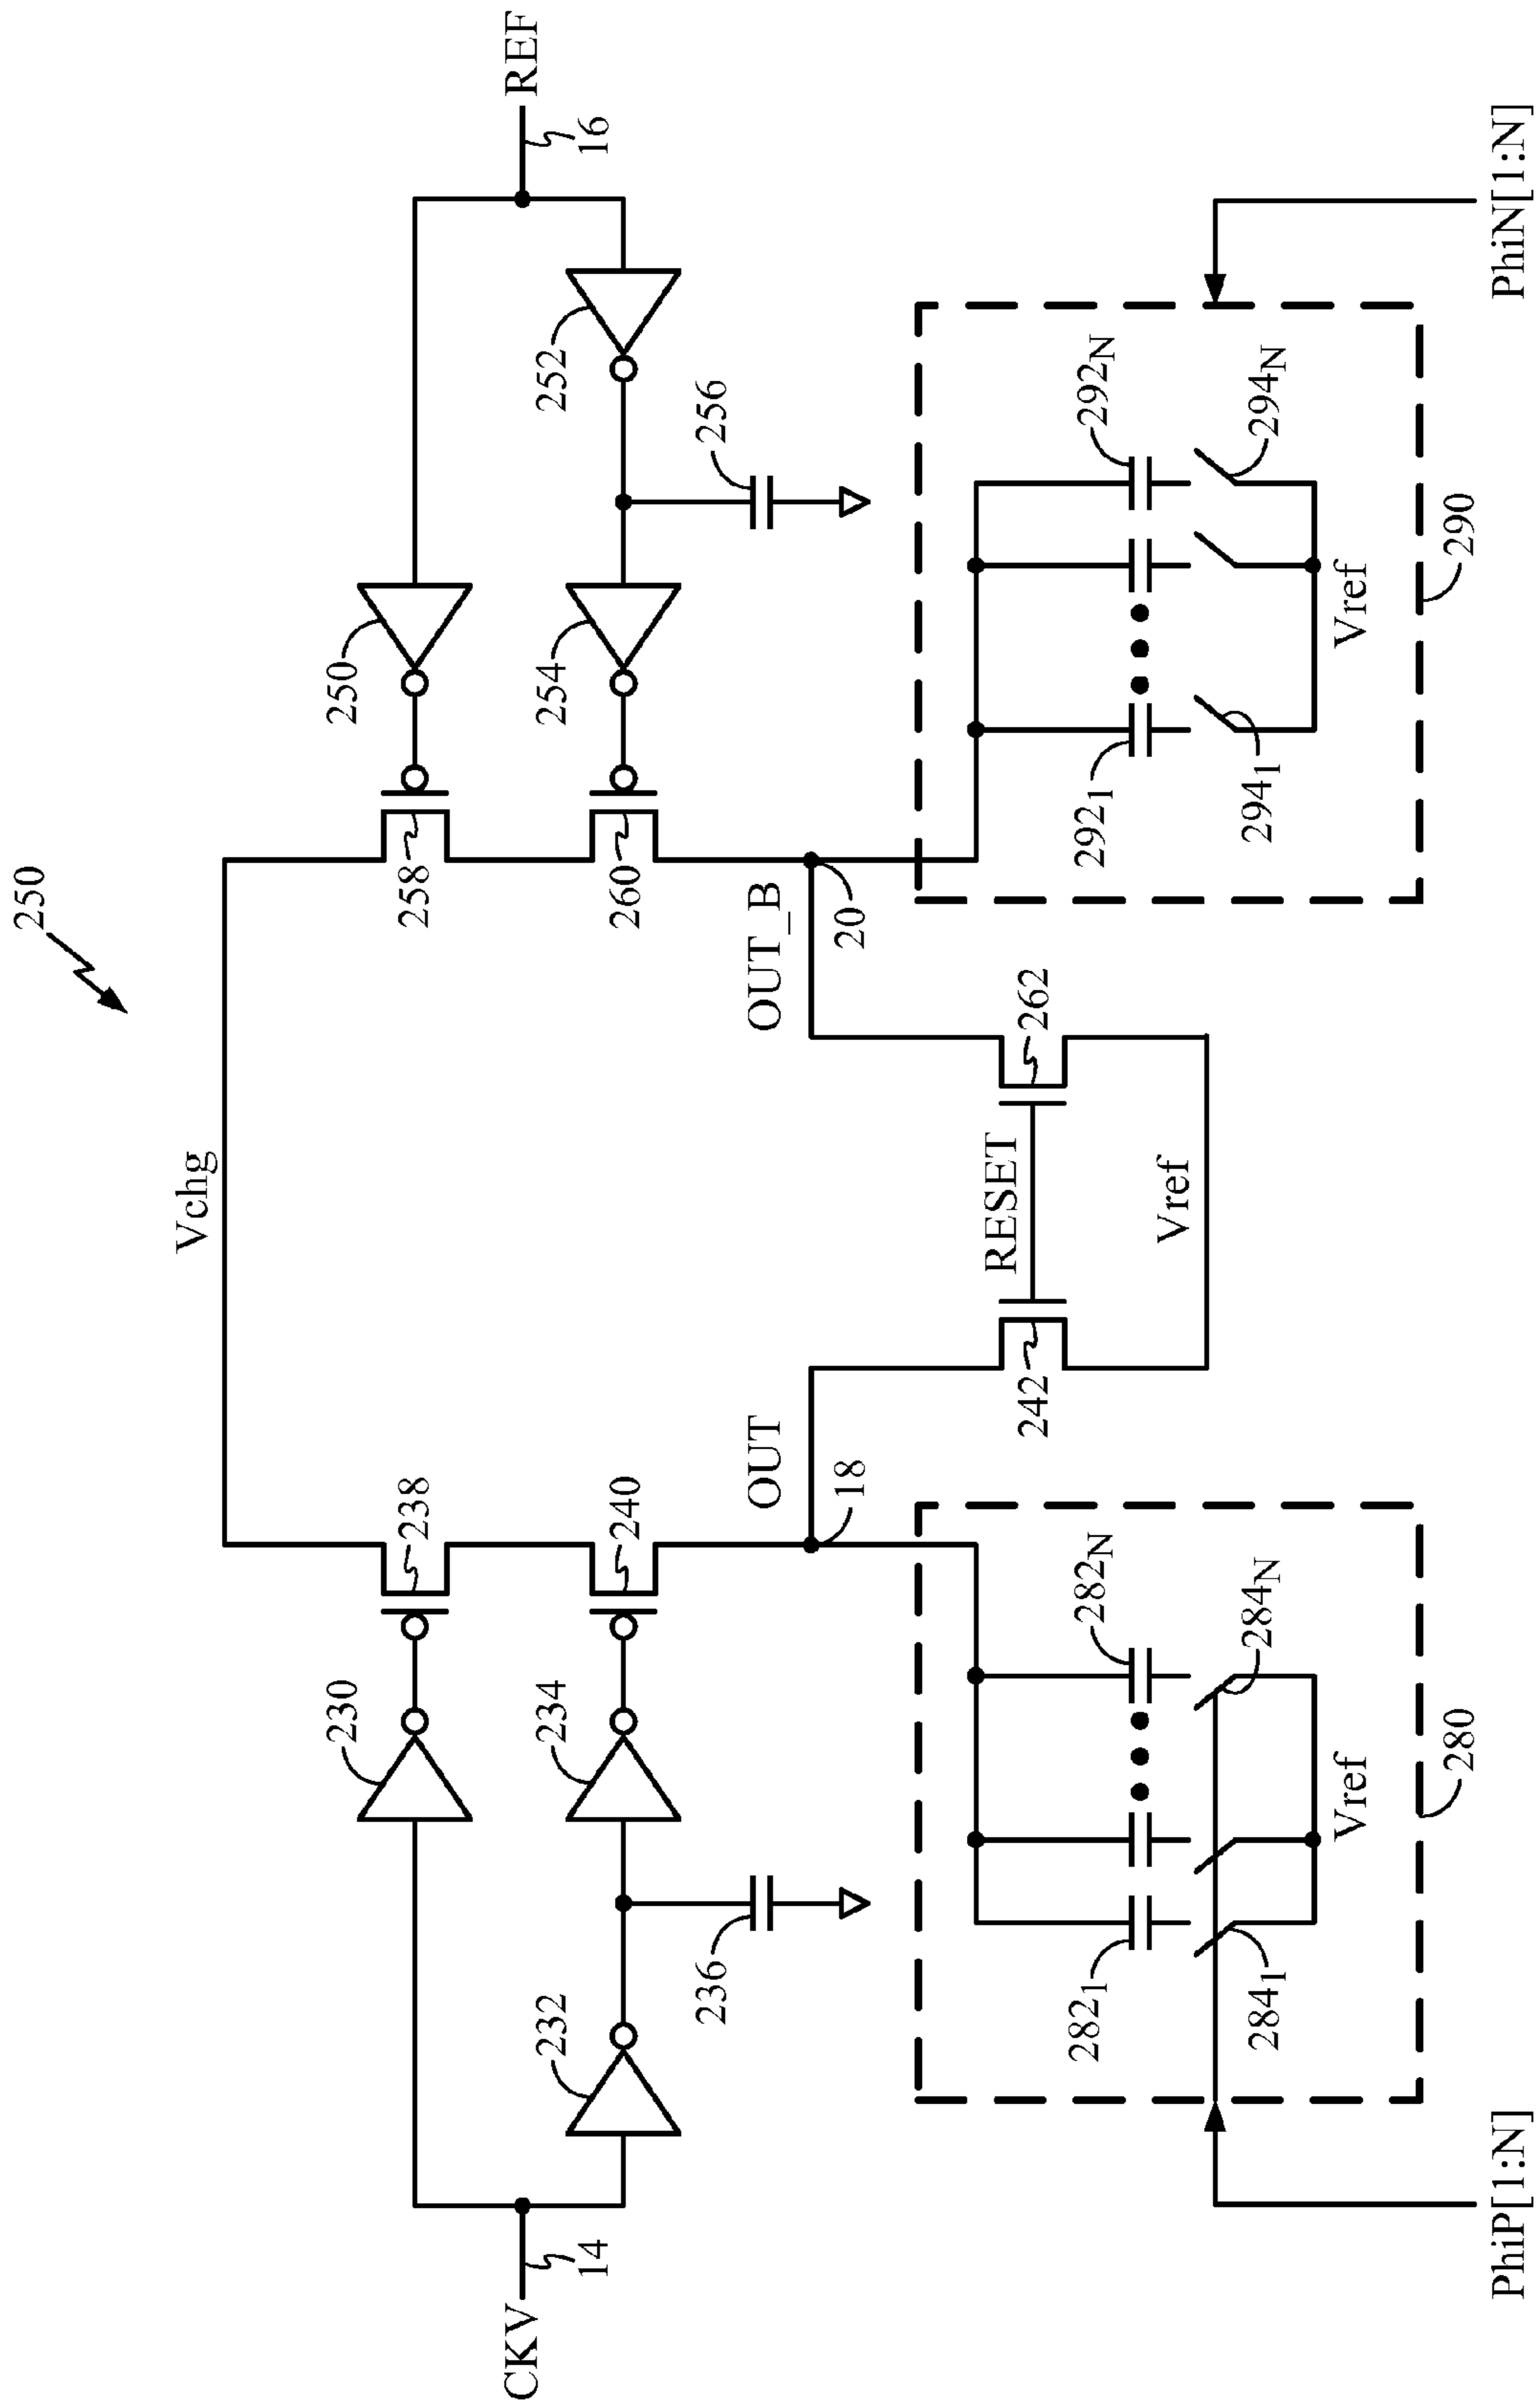 250
Vchg
CKV
14
230
232
234
236
238
240
OUT
18
250
252
254
256
258
260
REF
16
OUT_B
20
RESET
242
262
Vref
282₁
282N
284₁
284N
Vref
280
292₁
292N
294₁
294N
Vref
290
PhiP[1:N]
PhiN[1:N]